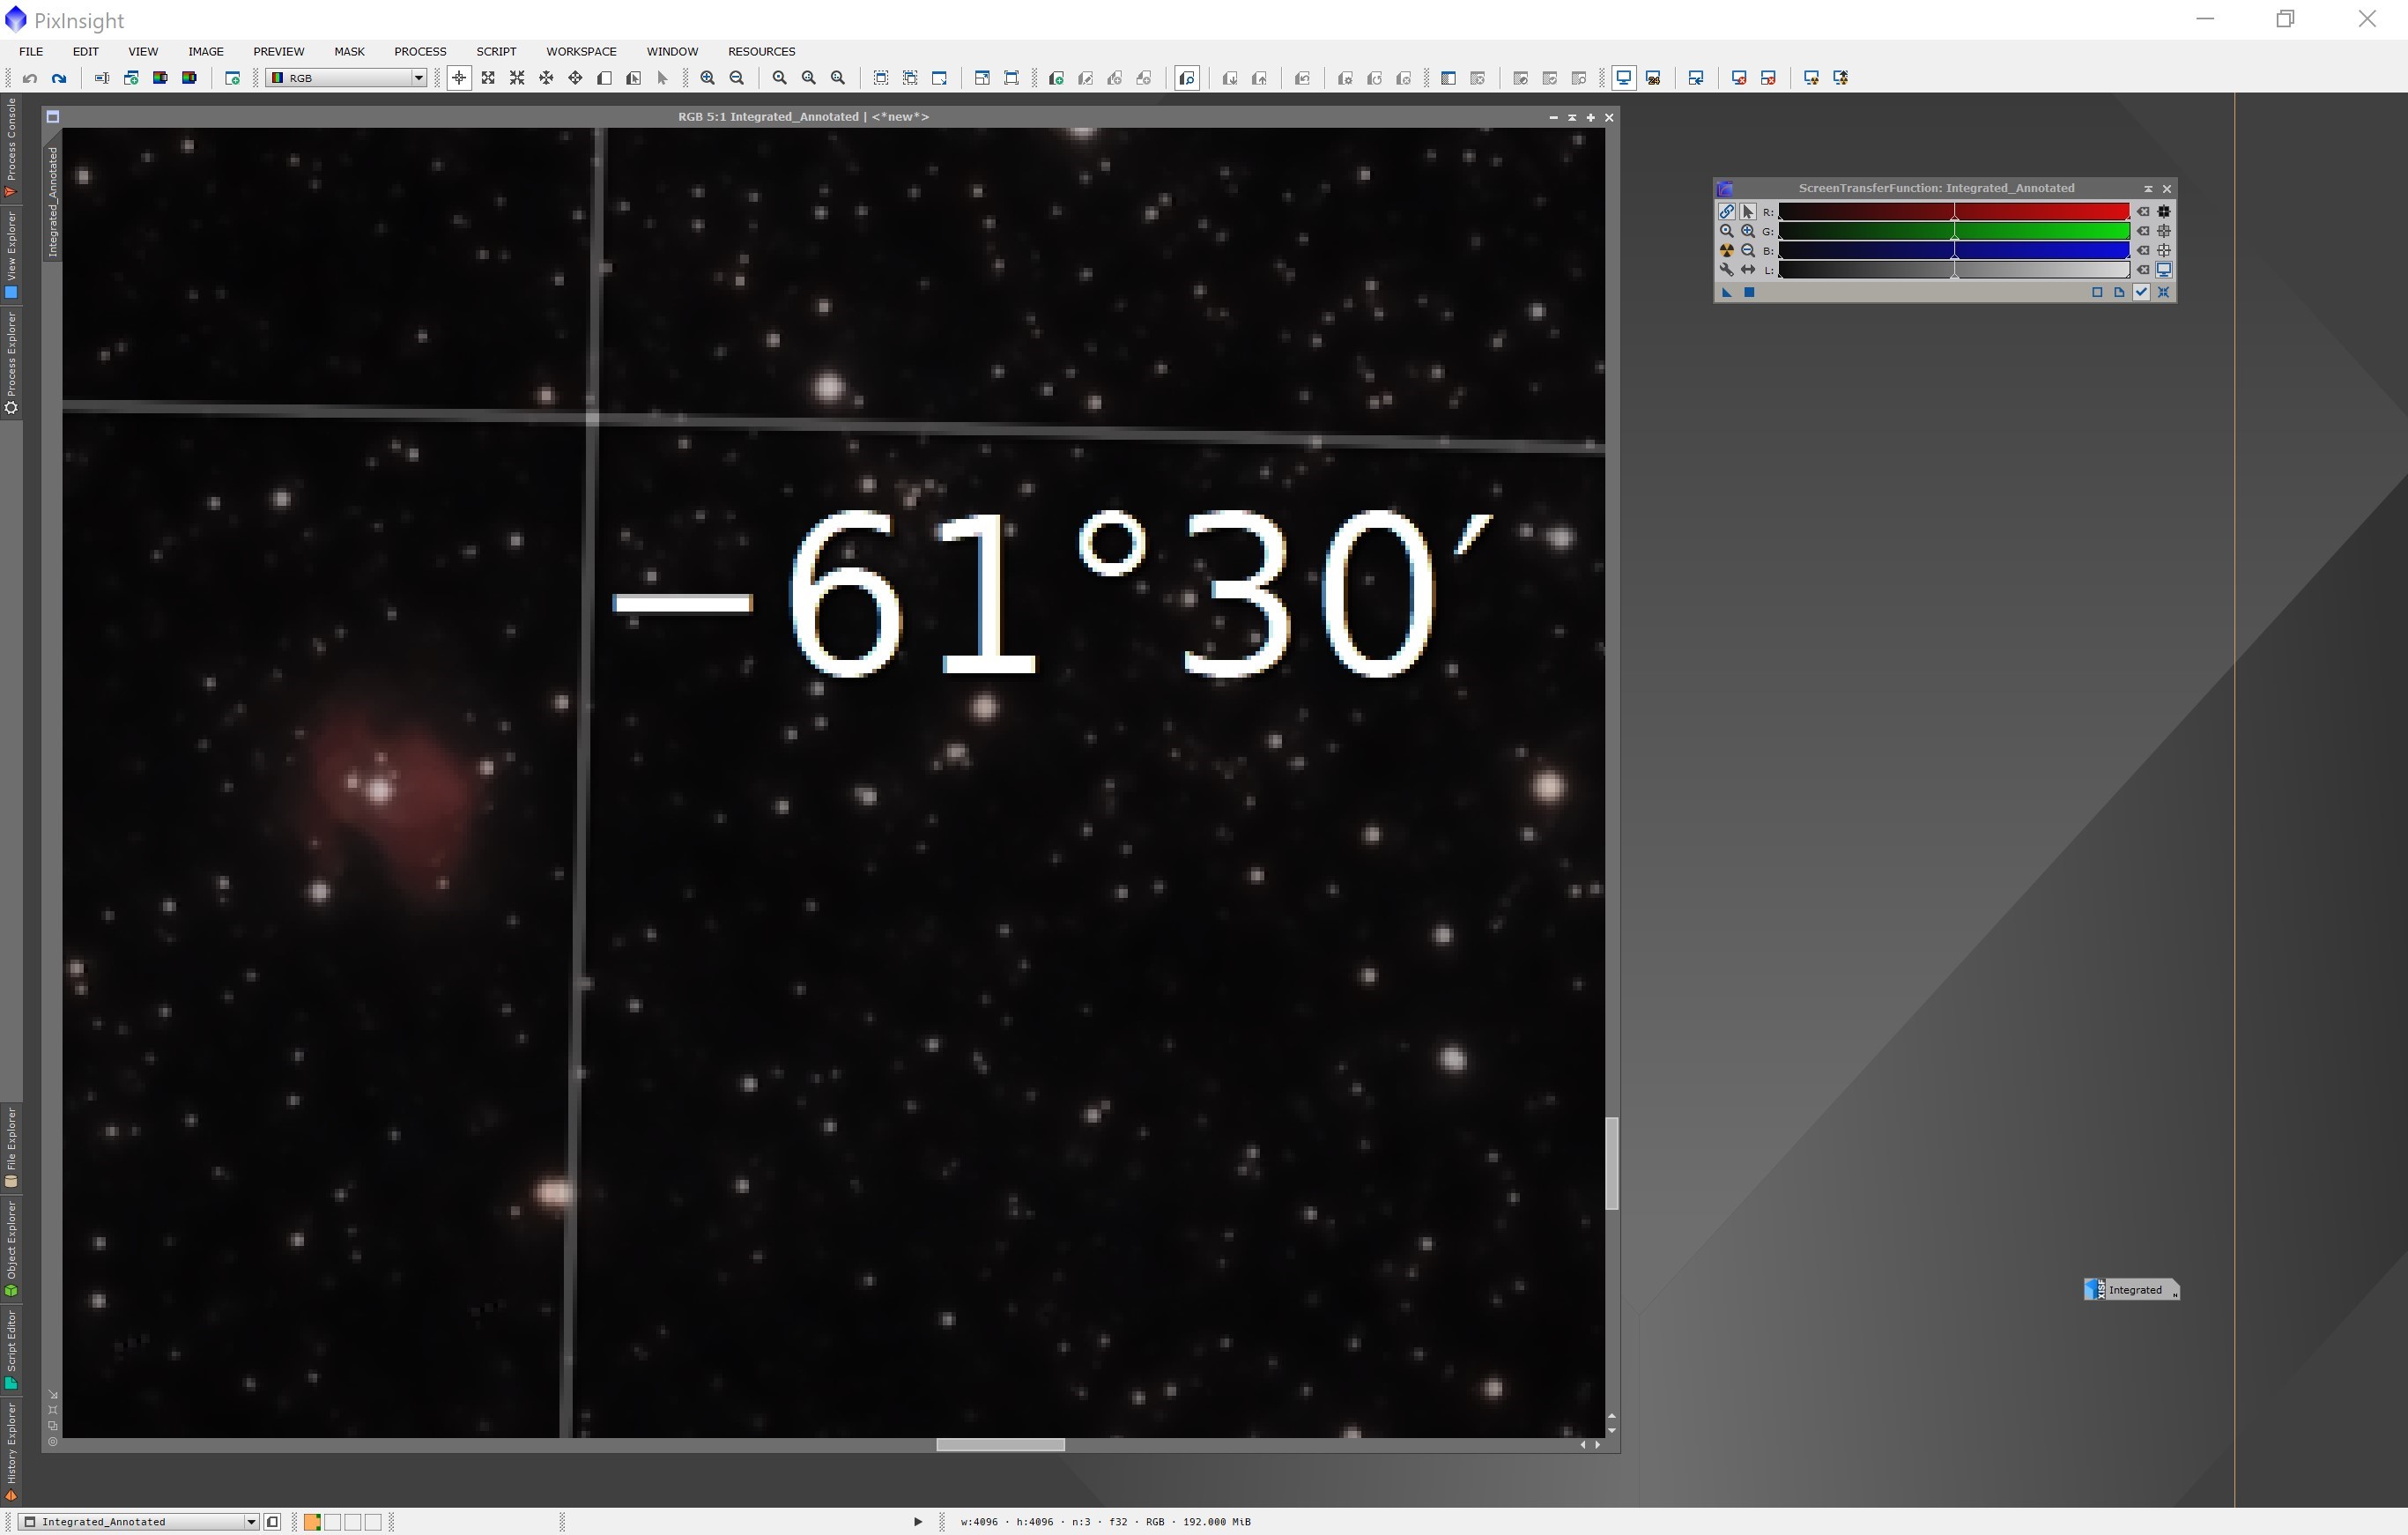 PixInsight
FILE EDIT VIEW IMAGE PREVIEW MASK PROCESS SCRIPT WORKSPACE WINDOW RESOURCES
RGB
Process Console
View Explorer
Process Explorer
File Explorer
Object Explorer
Script Editor
History Explorer
RGB 5:1 Integrated_Annotated | <*new*>
Integrated_Annotated
−61°30′
ScreenTransferFunction: Integrated_Annotated
R:
G:
B:
L:
XISF Integrated
Integrated_Annotated
w:4096 · h:4096 · n:3 · f32 · RGB · 192.000 MiB